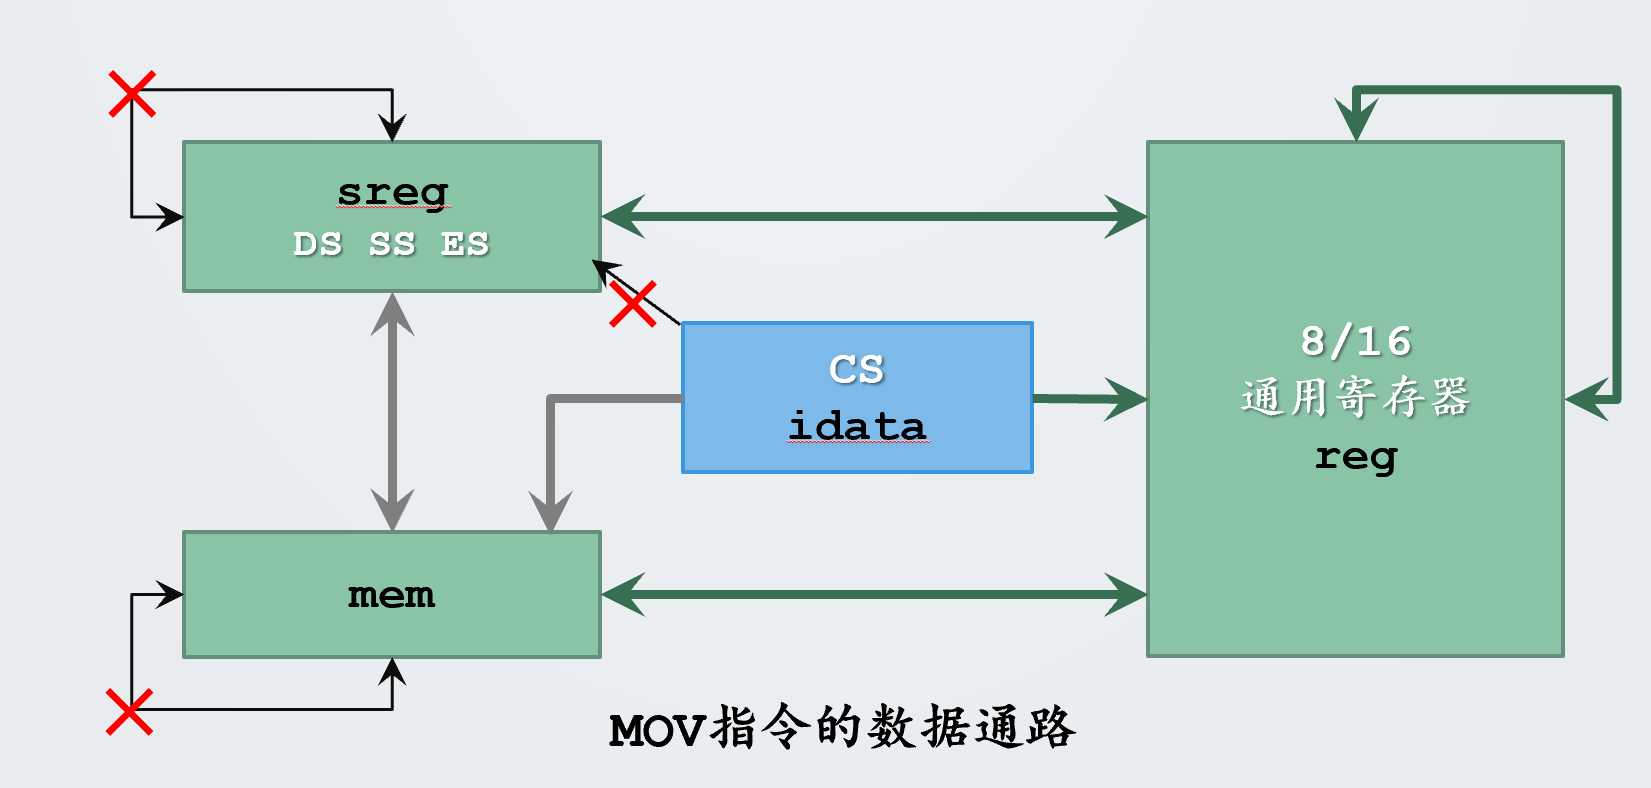 sreg
DS SS ES
CS
idata
8/16
通用寄存器
reg
mem
MOV指令的数据通路